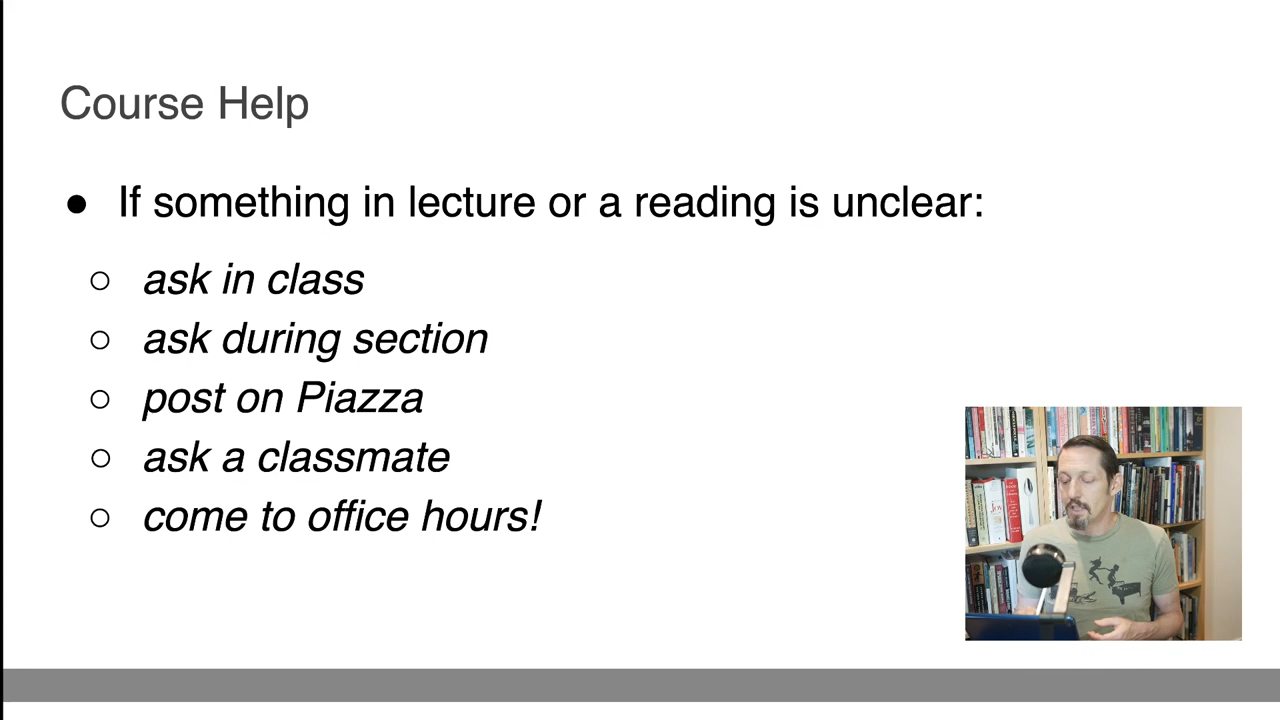 Course Help
● If something in lecture or a reading is unclear:
○ ask in class
○ ask during section
○ post on Piazza
○ ask a classmate
○ come to office hours!